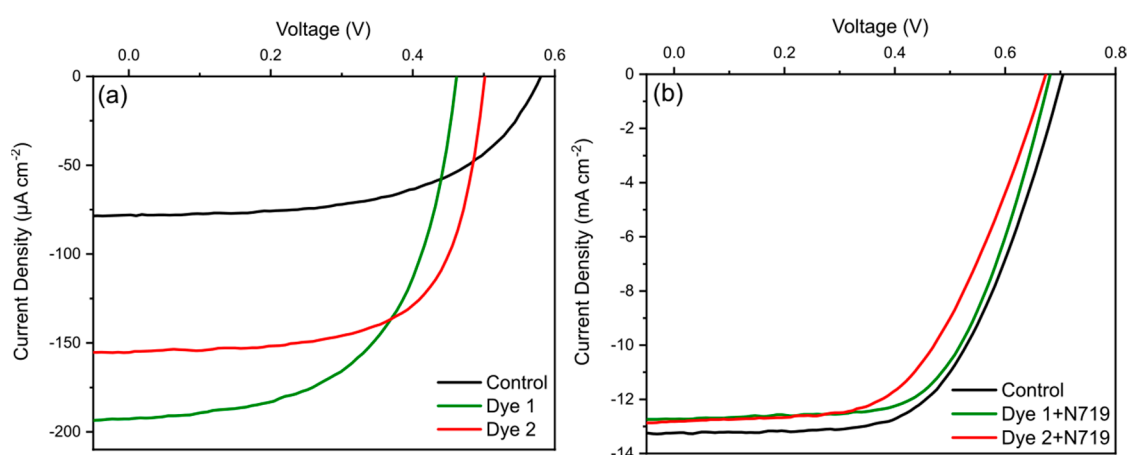 Voltage (V)
0.0 0.2 0.4 0.6
(a)
Current Density (µA cm⁻²)
0
-50
-100
-150
-200
Control
Dye 1
Dye 2
Voltage (V)
0.0 0.2 0.4 0.6 0.8
(b)
Current Density (mA cm⁻²)
0
-2
-4
-6
-8
-10
-12
-14
Control
Dye 1+N719
Dye 2+N719